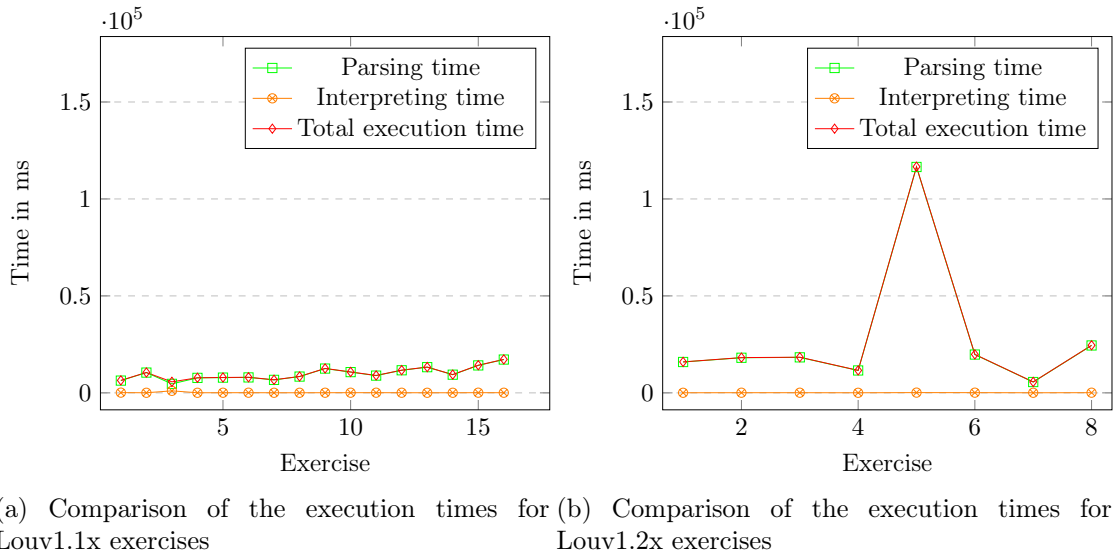 ·10^5
1.5
1
0.5
0
5
10
15
Time in ms
Exercise
Parsing time
Interpreting time
Total execution time
(a) Comparison of the execution times for
Louv1.1x exercises
·10^5
1.5
1
0.5
0
2
4
6
8
Time in ms
Exercise
Parsing time
Interpreting time
Total execution time
(b) Comparison of the execution times for
Louv1.2x exercises